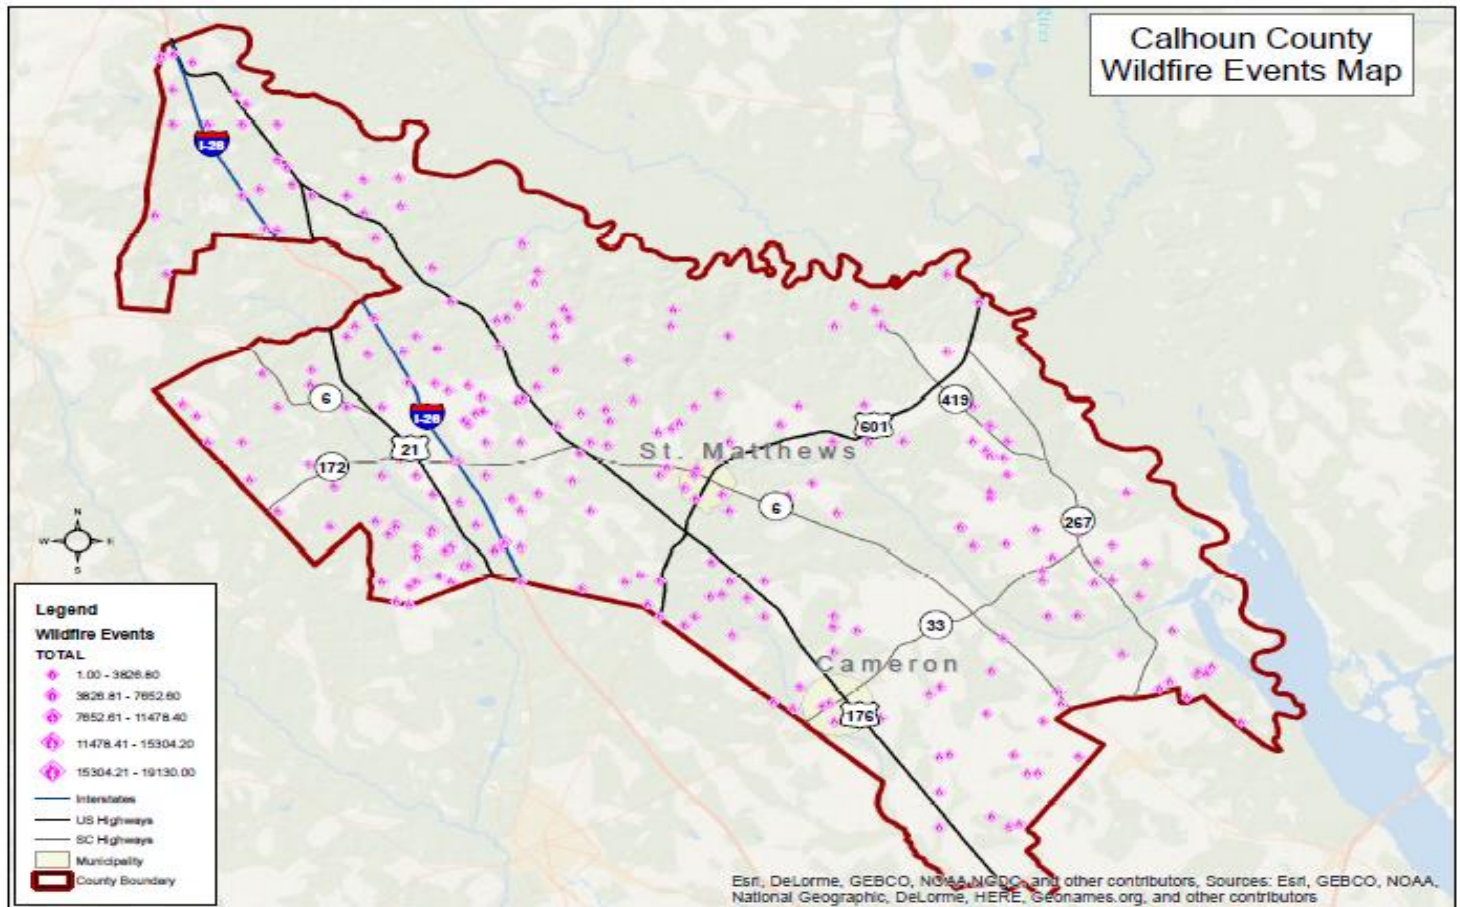 Calhoun County
Wildfire Events Map
River
I-26
6
I-26
21
172
St. Matthews
601
419
6
267
33
Cameron
176
N
W
E
S
Legend
Wildfire Events
TOTAL
1.00 - 3826.80
3826.81 - 7652.60
7652.61 - 11478.40
11478.41 - 15304.20
15304.21 - 19130.00
Interstates
US Highways
SC Highways
Municipality
County Boundary
Esri, DeLorme, GEBCO, NOAA NGDC, and other contributors, Sources: Esri, GEBCO, NOAA,
National Geographic, DeLorme, HERE, Geonames.org, and other contributors